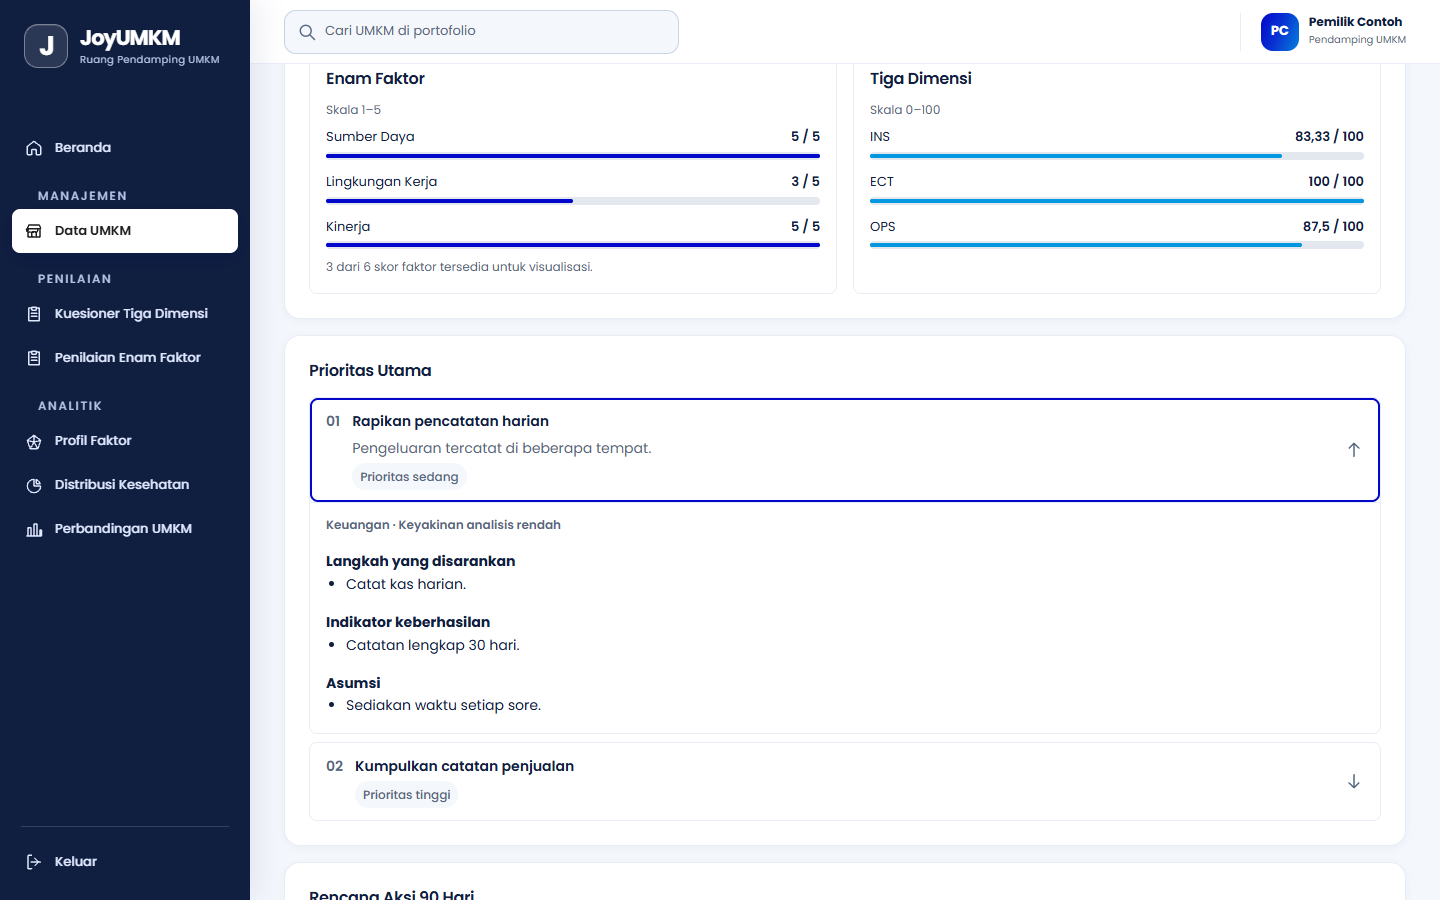 J
JoyUMKM
Ruang Pendamping UMKM
Beranda
MANAJEMEN
Data UMKM
PENILAIAN
Kuesioner Tiga Dimensi
Penilaian Enam Faktor
ANALITIK
Profil Faktor
Distribusi Kesehatan
Perbandingan UMKM
Keluar
Cari UMKM di portofolio
PC
Pemilik Contoh
Pendamping UMKM
Enam Faktor
Skala 1–5
Sumber Daya 5 / 5
Lingkungan Kerja 3 / 5
Kinerja 5 / 5
3 dari 6 skor faktor tersedia untuk visualisasi.
Tiga Dimensi
Skala 0–100
INS 83,33 / 100
ECT 100 / 100
OPS 87,5 / 100
Prioritas Utama
01 Rapikan pencatatan harian
Pengeluaran tercatat di beberapa tempat.
Prioritas sedang
Keuangan · Keyakinan analisis rendah
Langkah yang disarankan
• Catat kas harian.
Indikator keberhasilan
• Catatan lengkap 30 hari.
Asumsi
• Sediakan waktu setiap sore.
02 Kumpulkan catatan penjualan
Prioritas tinggi
Rencana Aksi 90 Hari